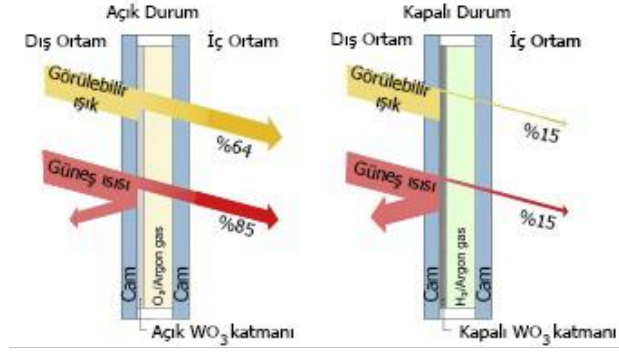 Açık Durum
Dış Ortam
İç Ortam
Görülebilir
ışık
%64
Güneş ısısı
%85
Cam
O₂/Argon gas
Cam
Açık WO₃ katmanı
Kapalı Durum
Dış Ortam
İç Ortam
Görülebilir
ışık
%15
Güneş ısısı
%15
Cam
H₂/Argon gas
Cam
Kapalı WO₃ katmanı